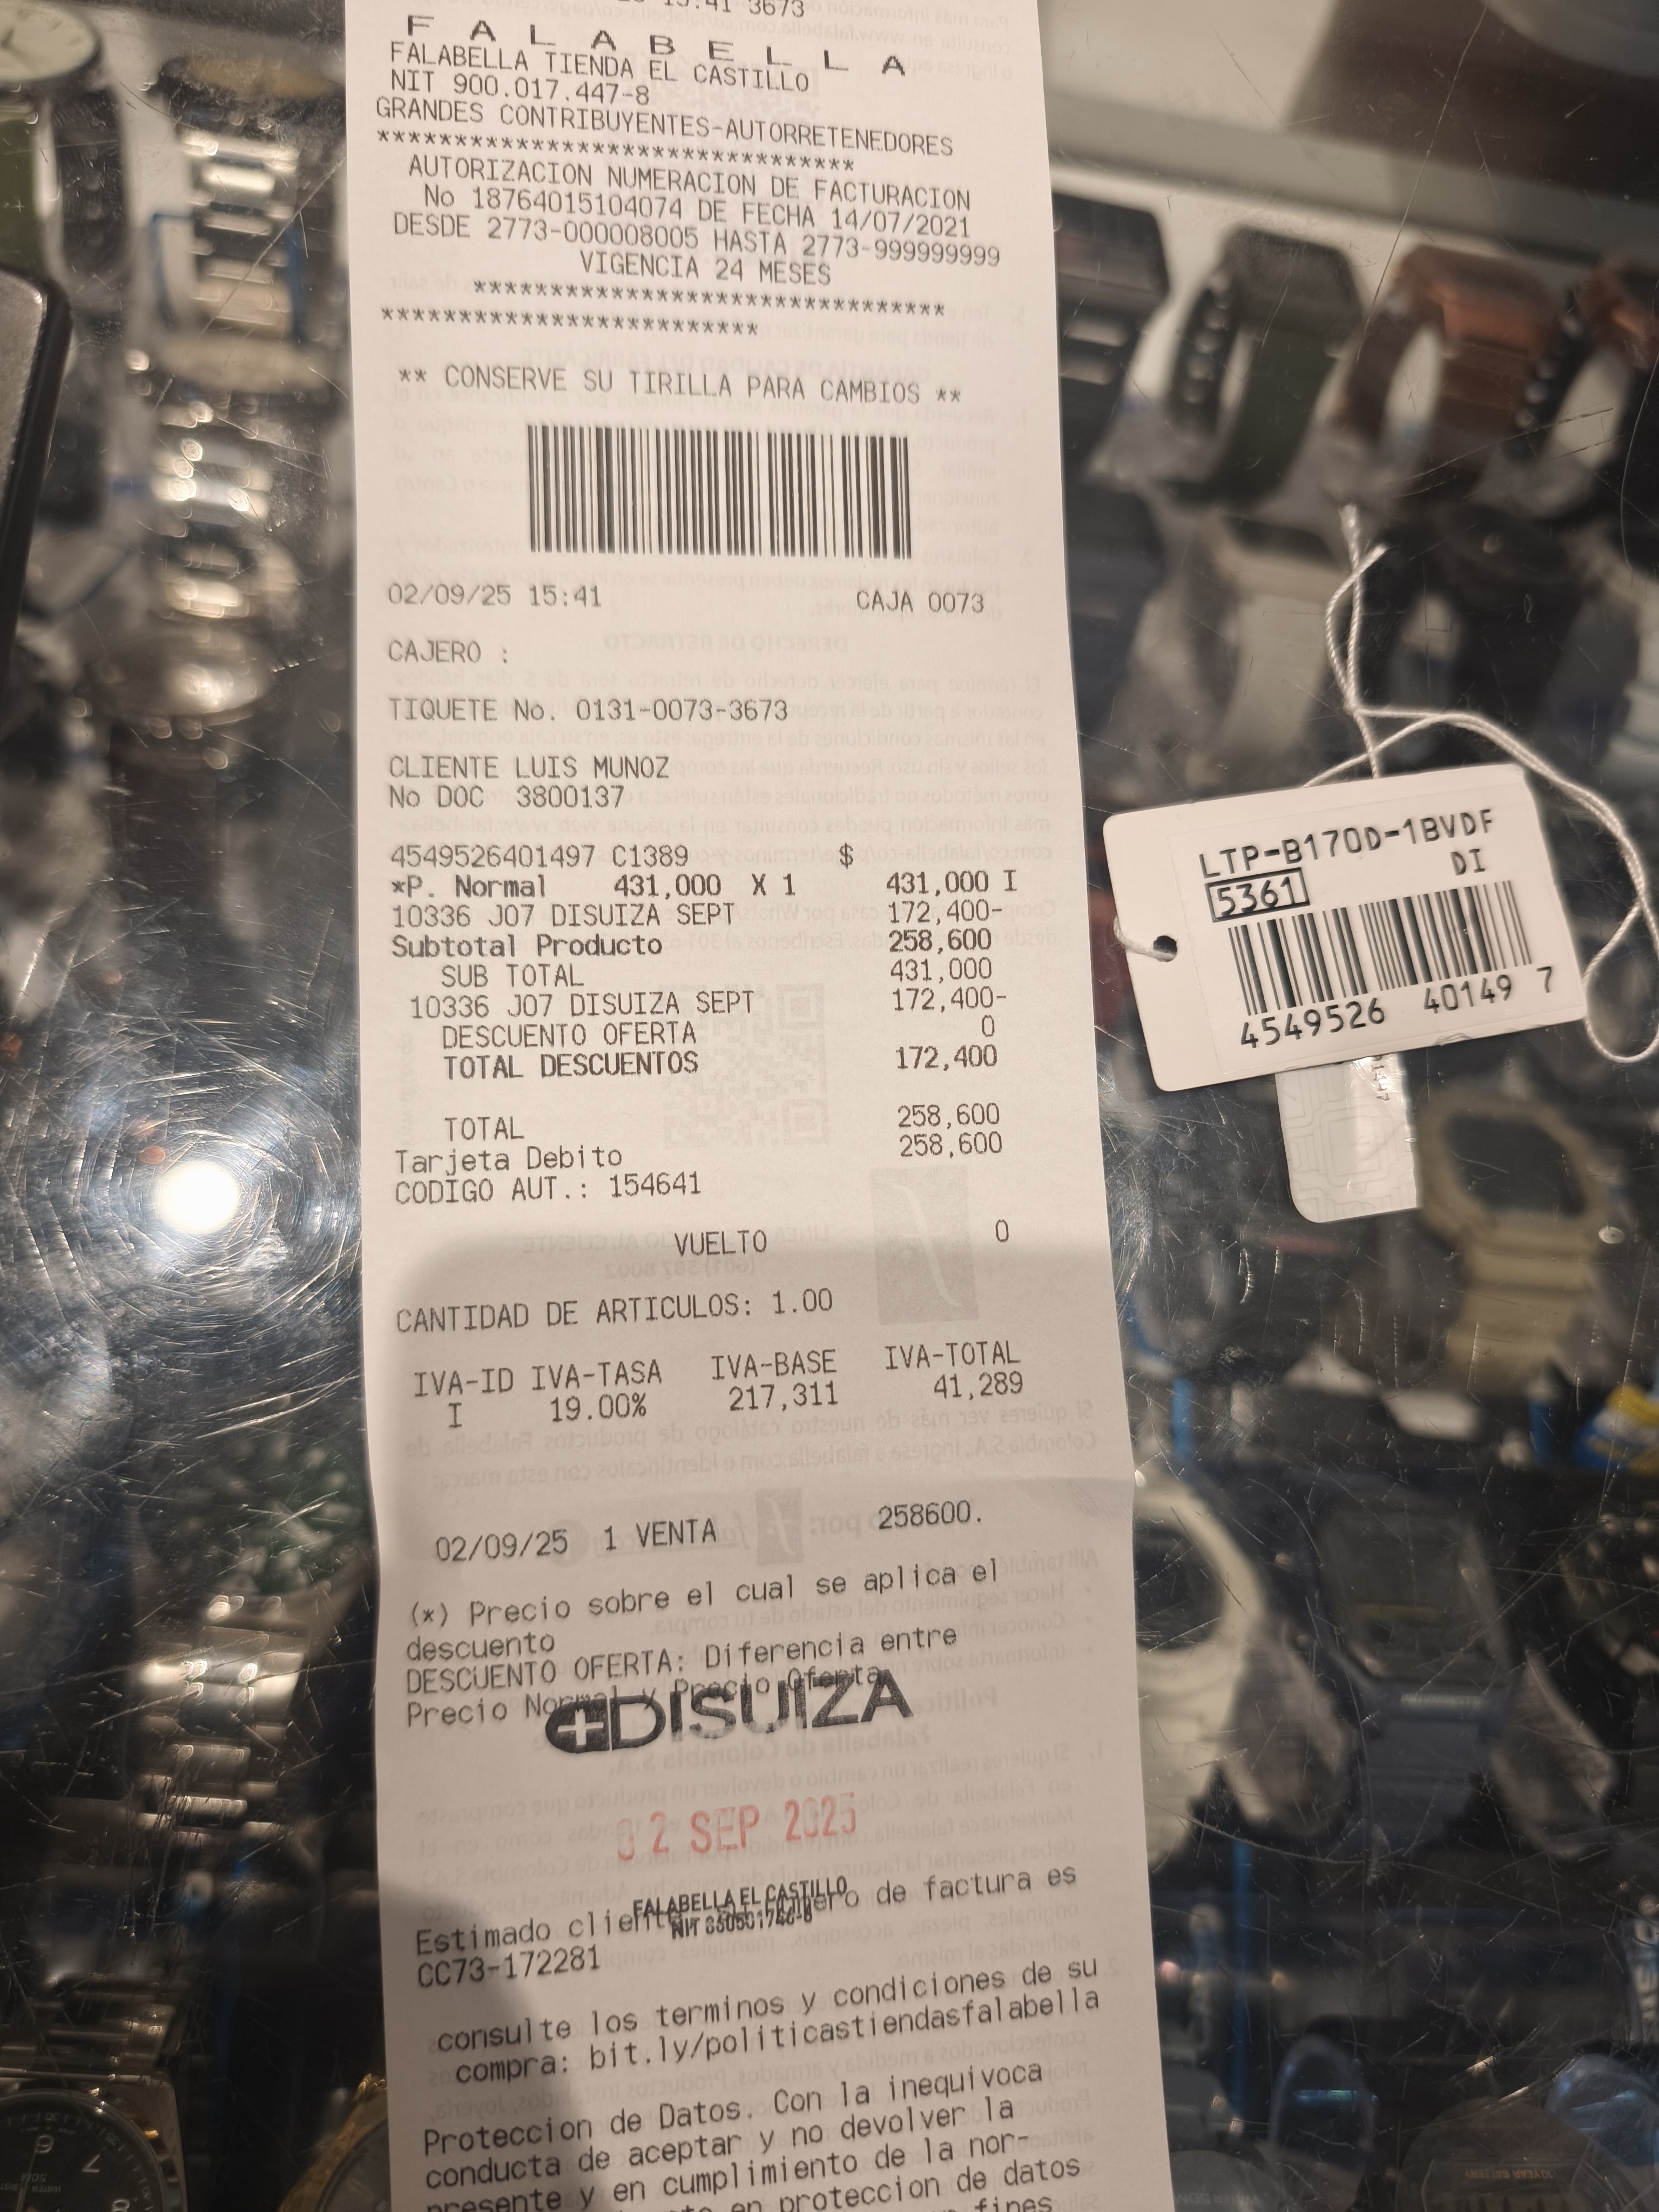 15:41 3673
F A L A B E L L A
FALABELLA TIENDA EL CASTILLO
NIT 900.017.447-8
GRANDES CONTRIBUYENTES-AUTORRETENEDORES
*******************************
AUTORIZACION NUMERACION DE FACTURACION
No 18764015104074 DE FECHA 14/07/2021
DESDE 2773-000008005 HASTA 2773-999999999
VIGENCIA 24 MESES
*******************************
*************************
** CONSERVE SU TIRILLA PARA CAMBIOS **
02/09/25 15:41 CAJA 0073
CAJERO :
TIQUETE No. 0131-0073-3673
CLIENTE LUIS MUNOZ
No DOC 3800137
4549526401497 C1389 $
*P. Normal 431,000 X 1 431,000 I
10336 J07 DISUIZA SEPT 172,400-
Subtotal Producto 258,600
SUB TOTAL 431,000
10336 J07 DISUIZA SEPT 172,400-
DESCUENTO OFERTA 0
TOTAL DESCUENTOS 172,400
TOTAL 258,600
Tarjeta Debito 258,600
CODIGO AUT.: 154641
VUELTO 0
CANTIDAD DE ARTICULOS: 1.00
IVA-ID IVA-TASA IVA-BASE IVA-TOTAL
I 19.00% 217,311 41,289
02/09/25 1 VENTA 258600.
(*) Precio sobre el cual se aplica el
descuento
DESCUENTO OFERTA: Diferencia entre
Precio Normal y Precio Oferta
DISUIZA
02 SEP 2025
FALABELLA EL CASTILLO
Estimado cliente de factura es
CC73-172281
consulte los terminos y condiciones de su
compra: bit.ly/politicastiendasfalabella
Proteccion de Datos. Con la inequivoca
conducta de aceptar y no devolver la
presente y en cumplimiento de la nor-
en proteccion de datos
fines
LTP-B170D-1BVDF
DI
5361
4549526 40149 7